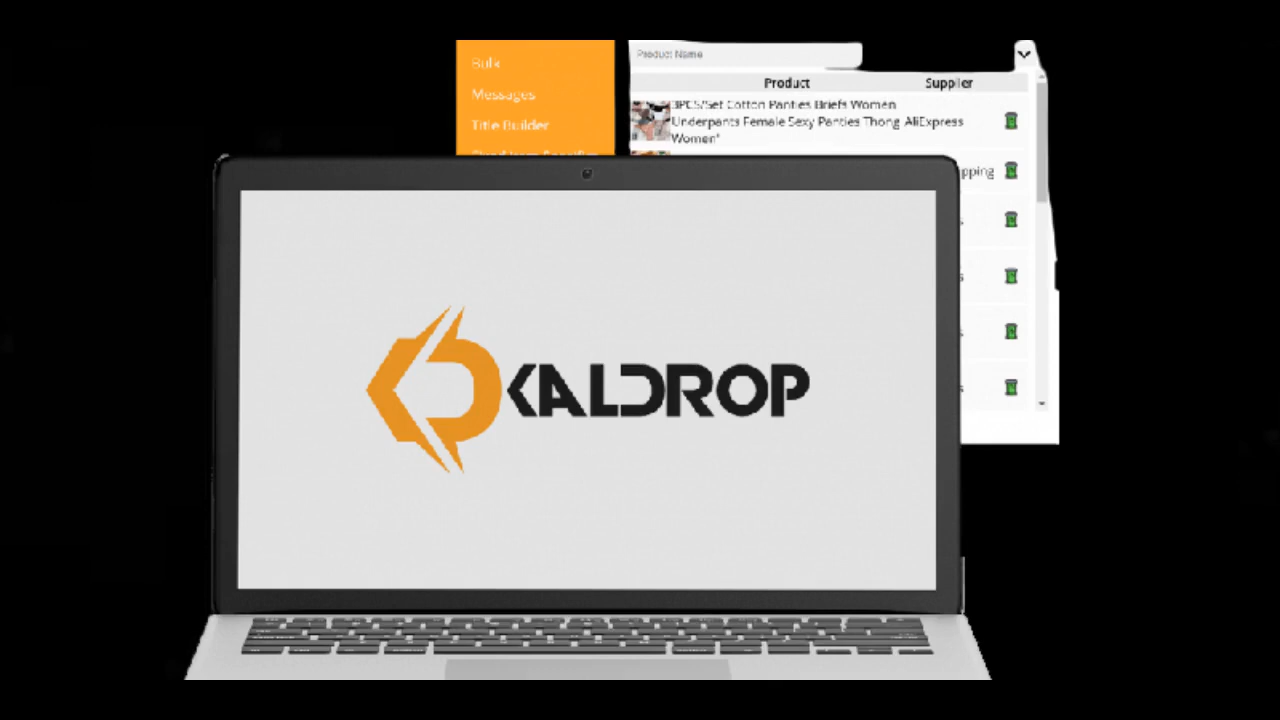 Bulk
Messages
Title Builder
Product Name
Product Supplier
3PCS/Set Cotton Panties Briefs Women
Underpants Female Sexy Panties Thong AliExpress
Women"
pping
s
s
s
s
KALDROP